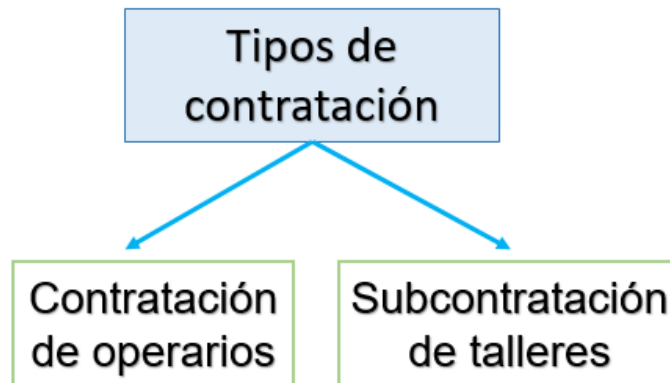 Tipos de
contratación
Contratación
de operarios
Subcontratación
de talleres